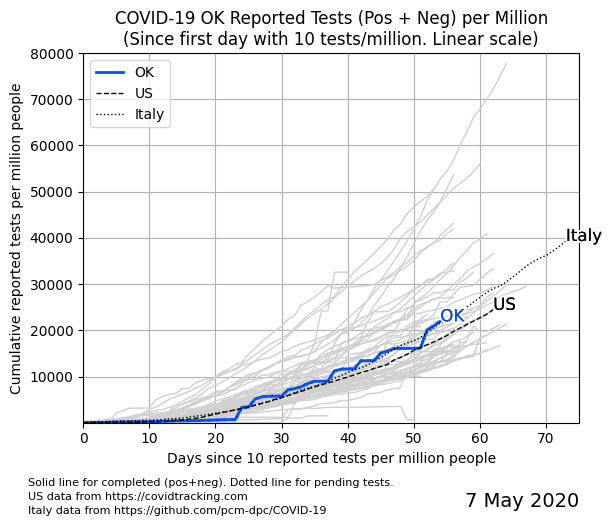 COVID-19 OK Reported Tests (Pos + Neg) per Million
(Since first day with 10 tests/million. Linear scale)
80000
70000
60000
50000
40000
30000
20000
10000
Cumulative reported tests per million people
OK
US
Italy
Italy
US
OK
0 10 20 30 40 50 60 70
Days since 10 reported tests per million people
Solid line for completed (pos+neg). Dotted line for pending tests.
US data from https://covidtracking.com
Italy data from https://github.com/pcm-dpc/COVID-19
7 May 2020